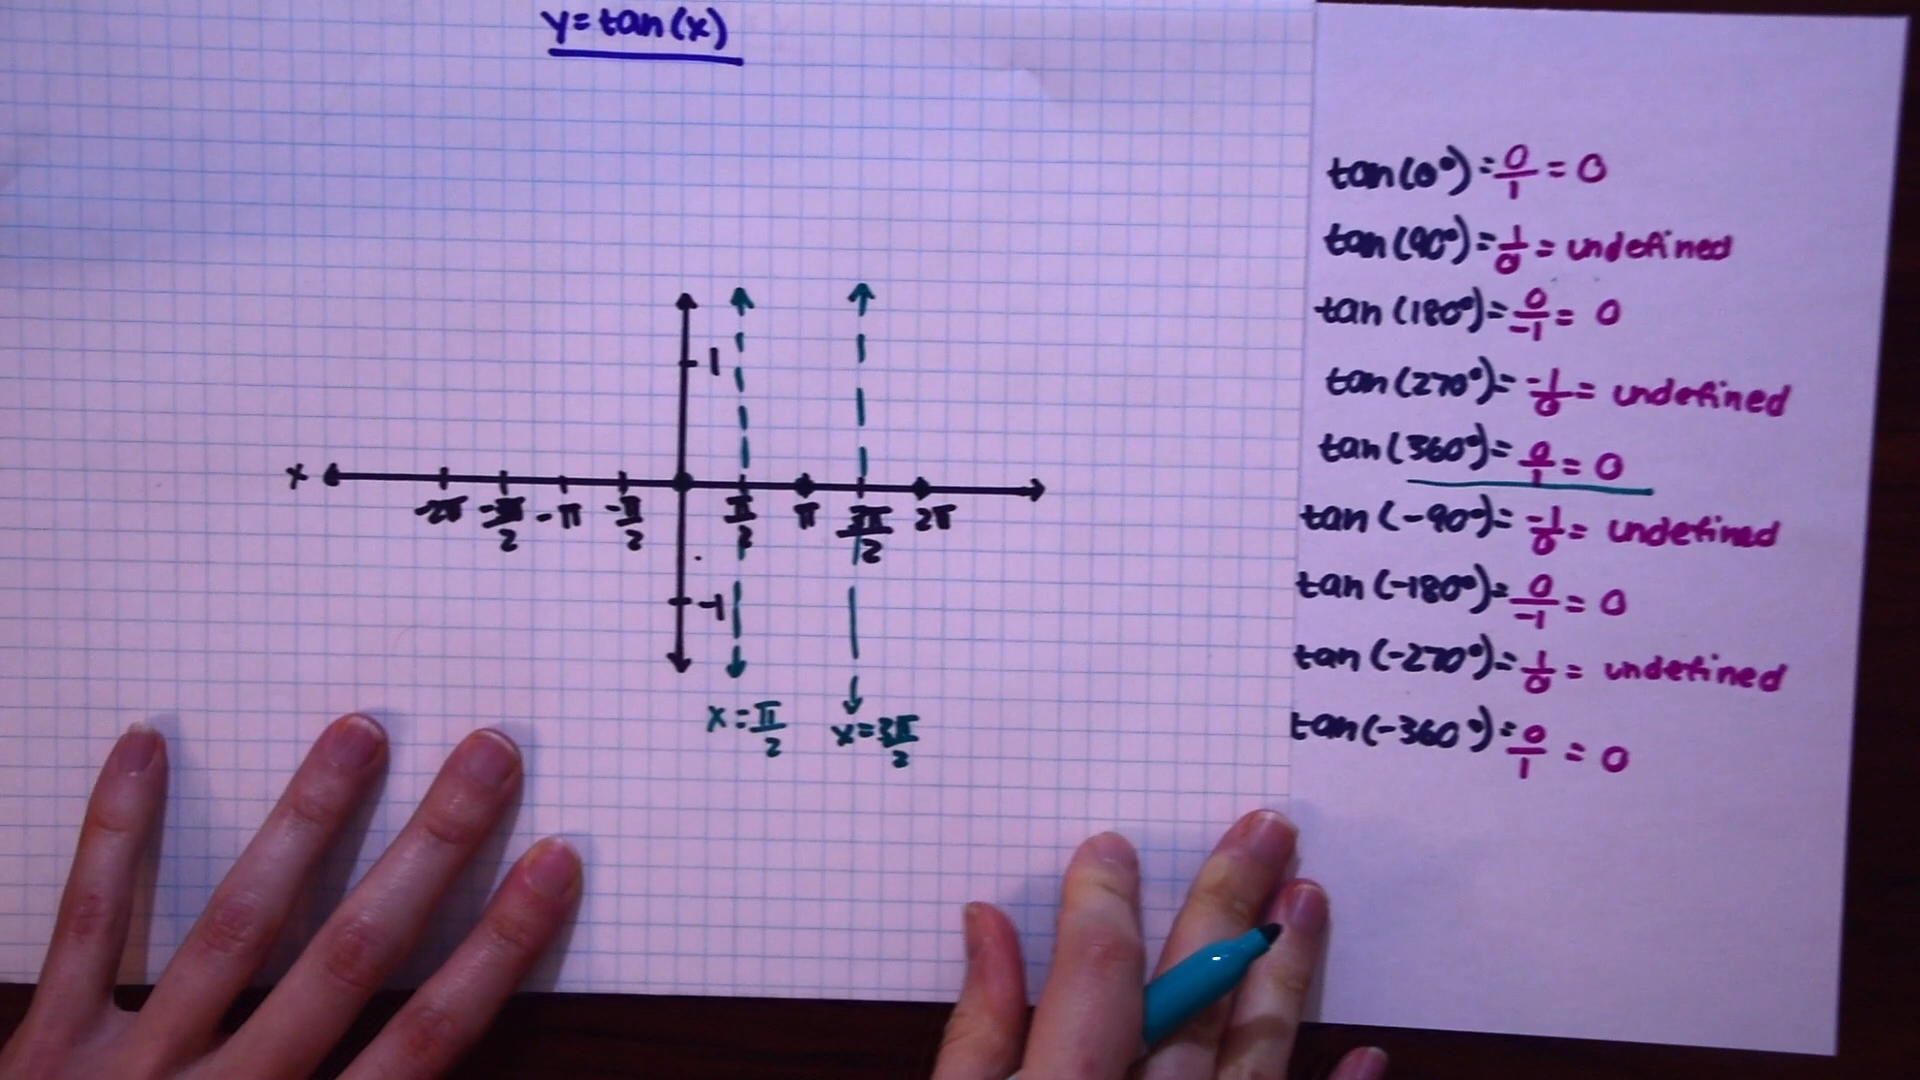 y=tan(x)
1
x -2π -3π/2 -π -π/2 π/2 π 3π/2 2π
-1
x=π/2 x=3π/2
tan(0°)=0/1=0
tan(90°)=1/0=undefined
tan(180°)=0/-1=0
tan(270°)=-1/0=undefined
tan(360°)=0/1=0
tan(-90°)=-1/0=undefined
tan(-180°)=0/-1=0
tan(-270°)=1/0=undefined
tan(-360°)=0/1=0